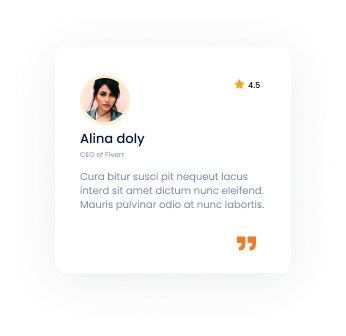 4.5
Alina doly
CEO of Fiverr
Cura bitur susci pit nequeut lacus
interd sit amet dictum nunc eleifend.
Mauris pulvinar odio at nunc labortis.